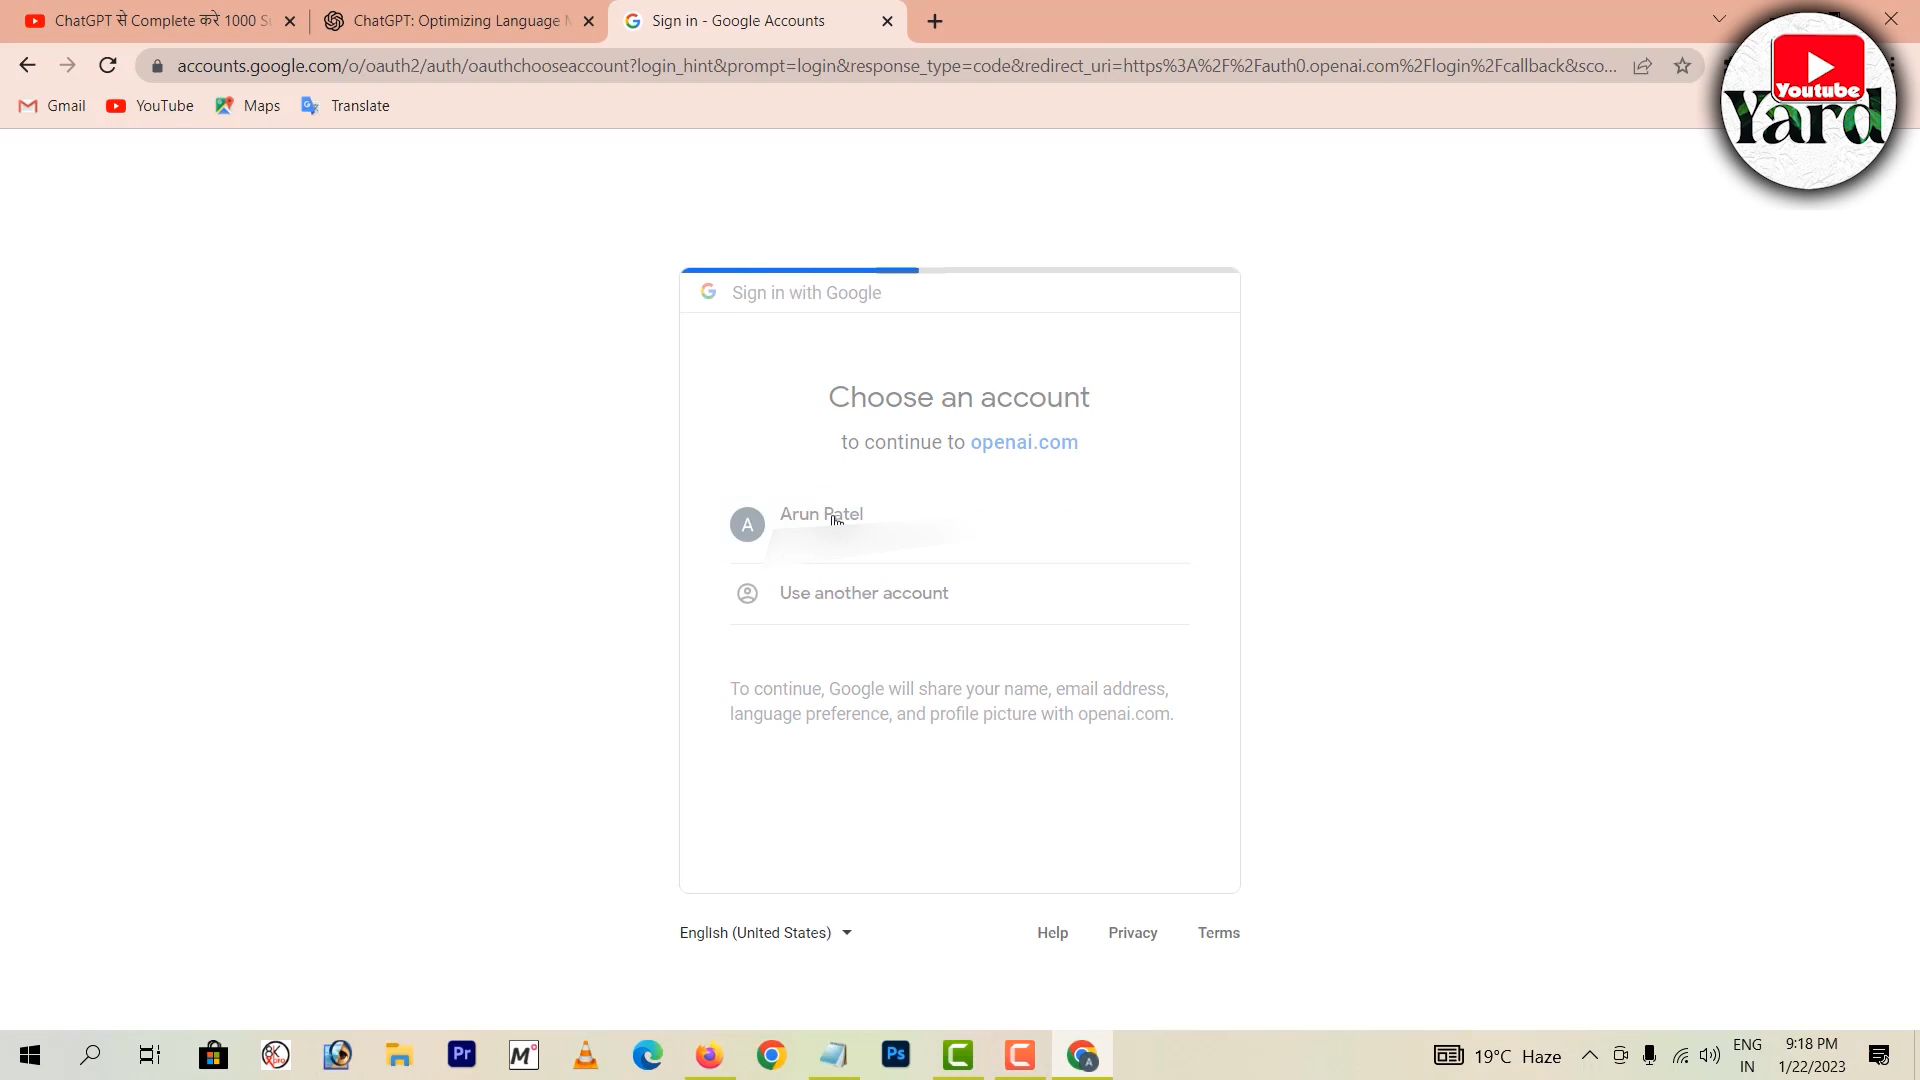 ChatGPT से Complete करे 1000 S
ChatGPT: Optimizing Language
Sign in - Google Accounts
accounts.google.com/o/oauth2/auth/oauthchooseaccount?login_hint&prompt=login&response_type=code&redirect_uri=https%3A%2F%2Fauth0.openai.com%2Flogin%2Fcallback&sco...
Gmail
YouTube
Maps
Translate
Youtube
Yard
Sign in with Google
Choose an account
to continue to openai.com
A
Arun Patel
Use another account
To continue, Google will share your name, email address,
language preference, and profile picture with openai.com.
English (United States)
Help
Privacy
Terms
Pr
M
Ps
A
19°C Haze
ENG
IN
9:18 PM
1/22/2023